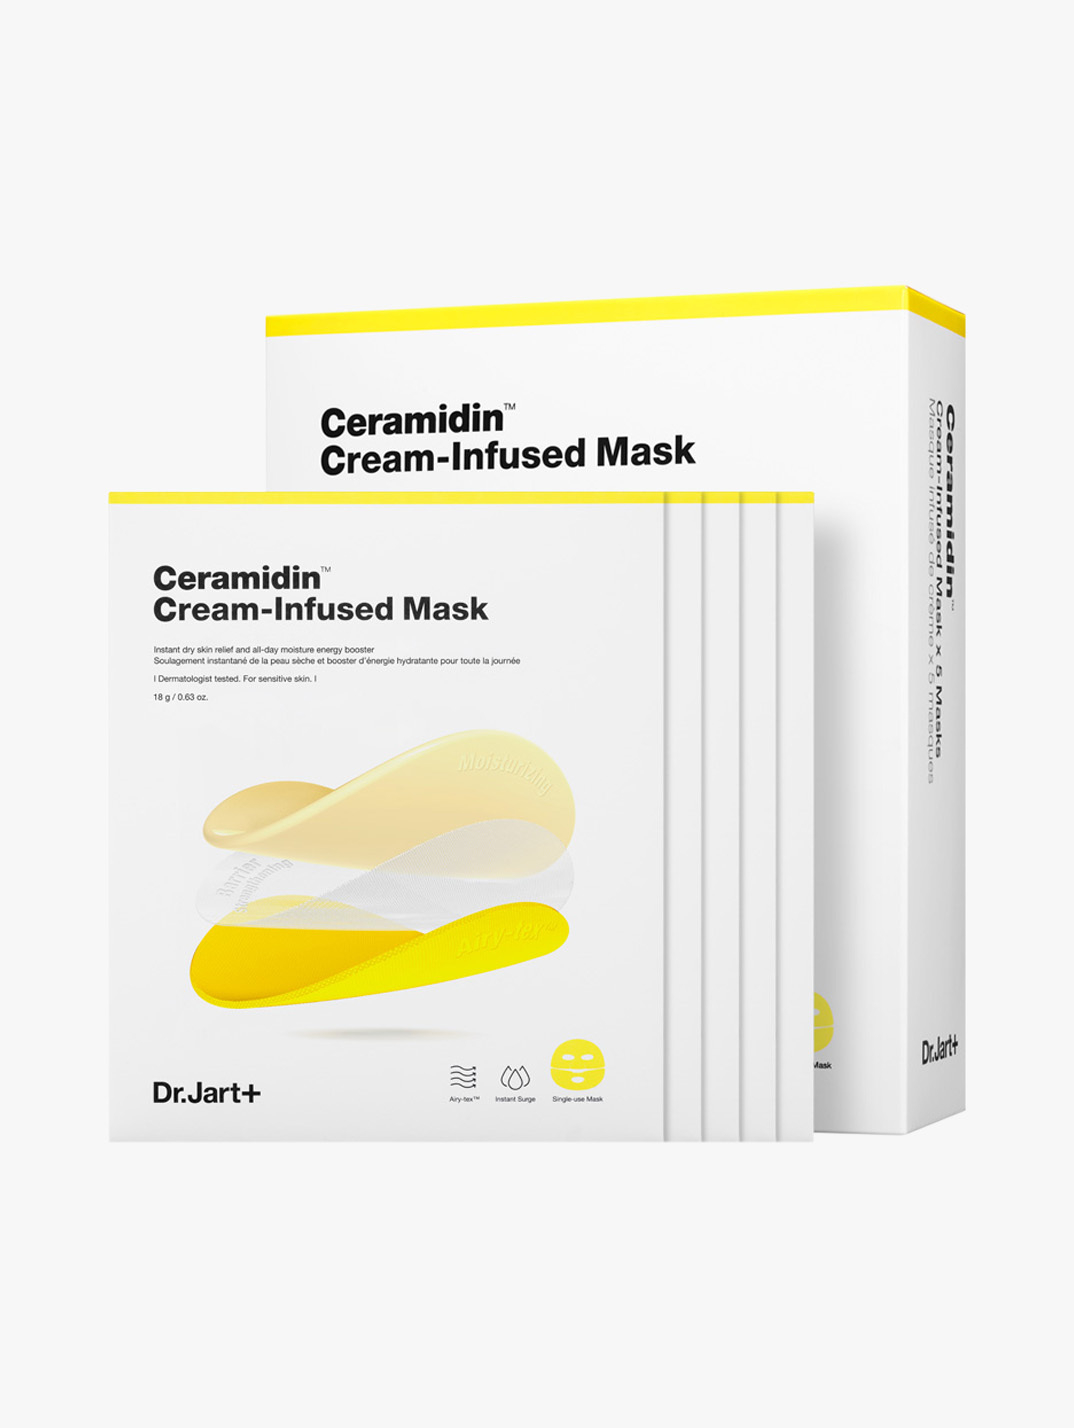 Ceramidin™
Cream-Infused Mask
Ceramidin™
Cream-Infused Mask x 5 Masks
Masque infusé de crème x 5 masques
Dr.Jart+
Mask
Ceramidin™
Cream-Infused Mask
Instant dry skin relief and all-day moisture energy booster
Soulagement instantané de la peau sèche et booster d'énergie hydratante pour toute la journée
I Dermatologist tested. For sensitive skin. I
18 g / 0.63 oz.
Moisturizing
Barrier
Strengthening
Airy-tex™
Dr.Jart+
Airy-tex™
Instant Surge
Single-use Mask